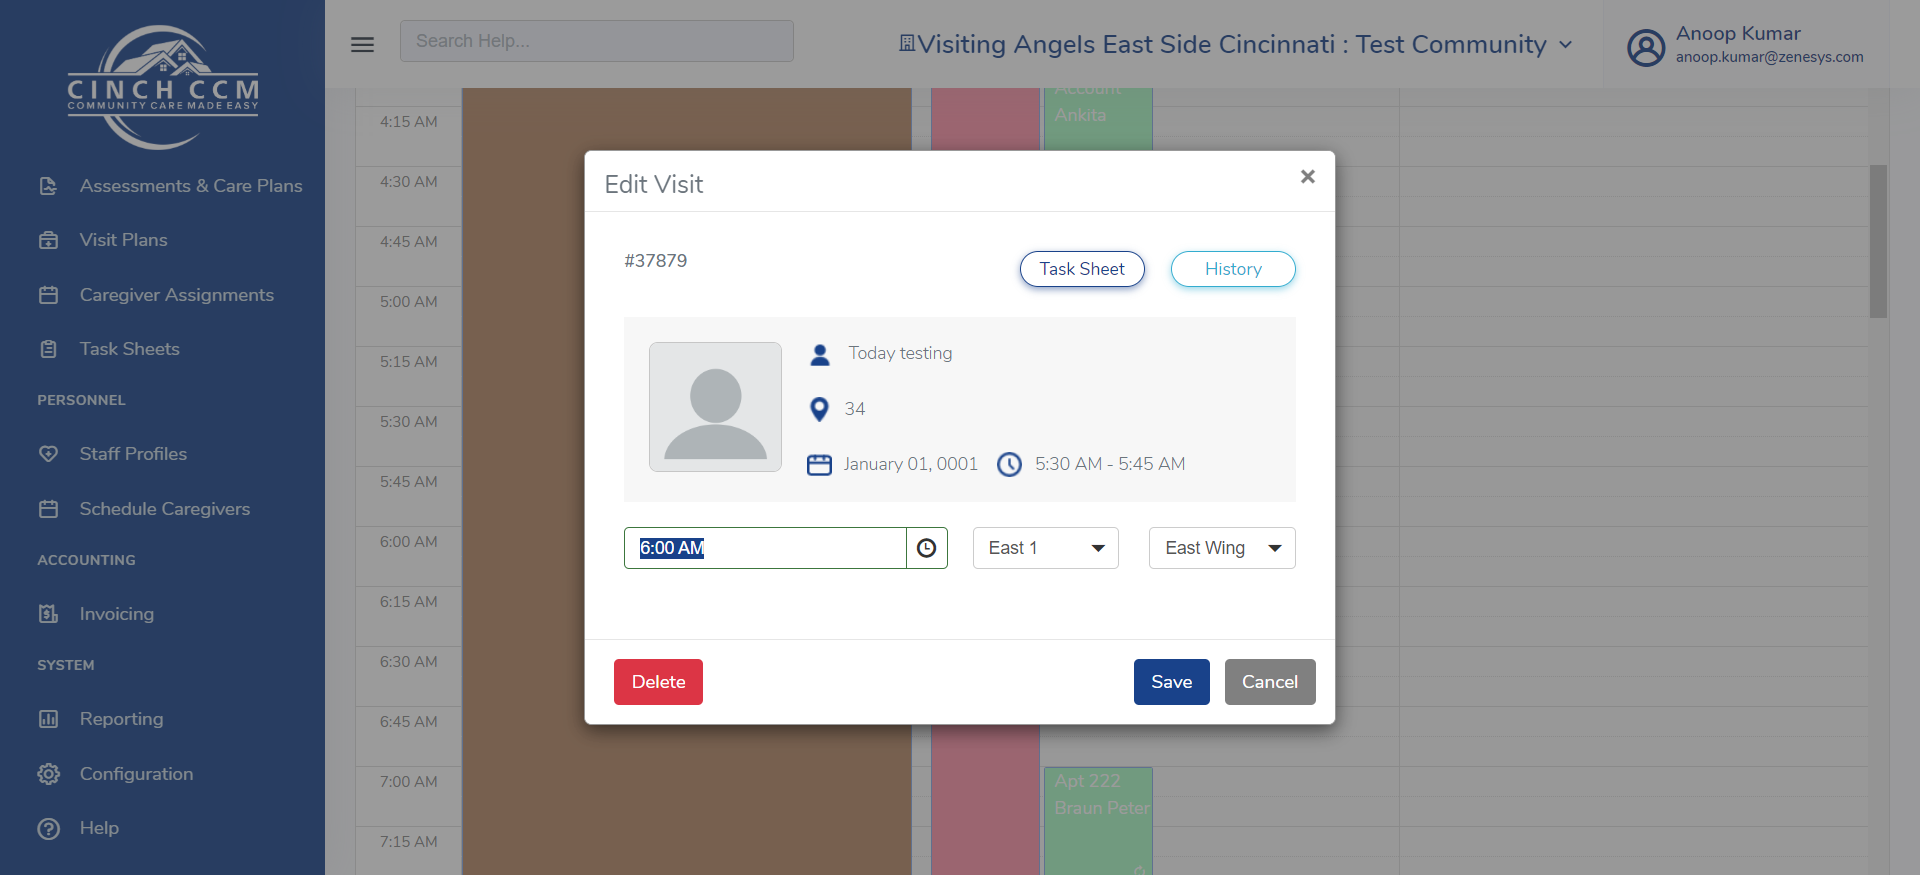 CINCH CCM
COMMUNITY CARE MADE EASY
Assessments & Care Plans
Visit Plans
Caregiver Assignments
Task Sheets
PERSONNEL
Staff Profiles
Schedule Caregivers
ACCOUNTING
Invoicing
SYSTEM
Reporting
Configuration
Help
Search Help...
Visiting Angels East Side Cincinnati : Test Community
Anoop Kumar
anoop.kumar@zenesys.com
4:15 AM
4:30 AM
4:45 AM
5:00 AM
5:15 AM
5:30 AM
5:45 AM
6:00 AM
6:15 AM
6:30 AM
6:45 AM
7:00 AM
7:15 AM
Account
Ankita
Edit Visit
×
#37879
Task Sheet
History
Today testing
34
January 01, 0001
5:30 AM - 5:45 AM
6:00 AM
East 1
East Wing
Delete
Save
Cancel
Apt 222
Braun Peter